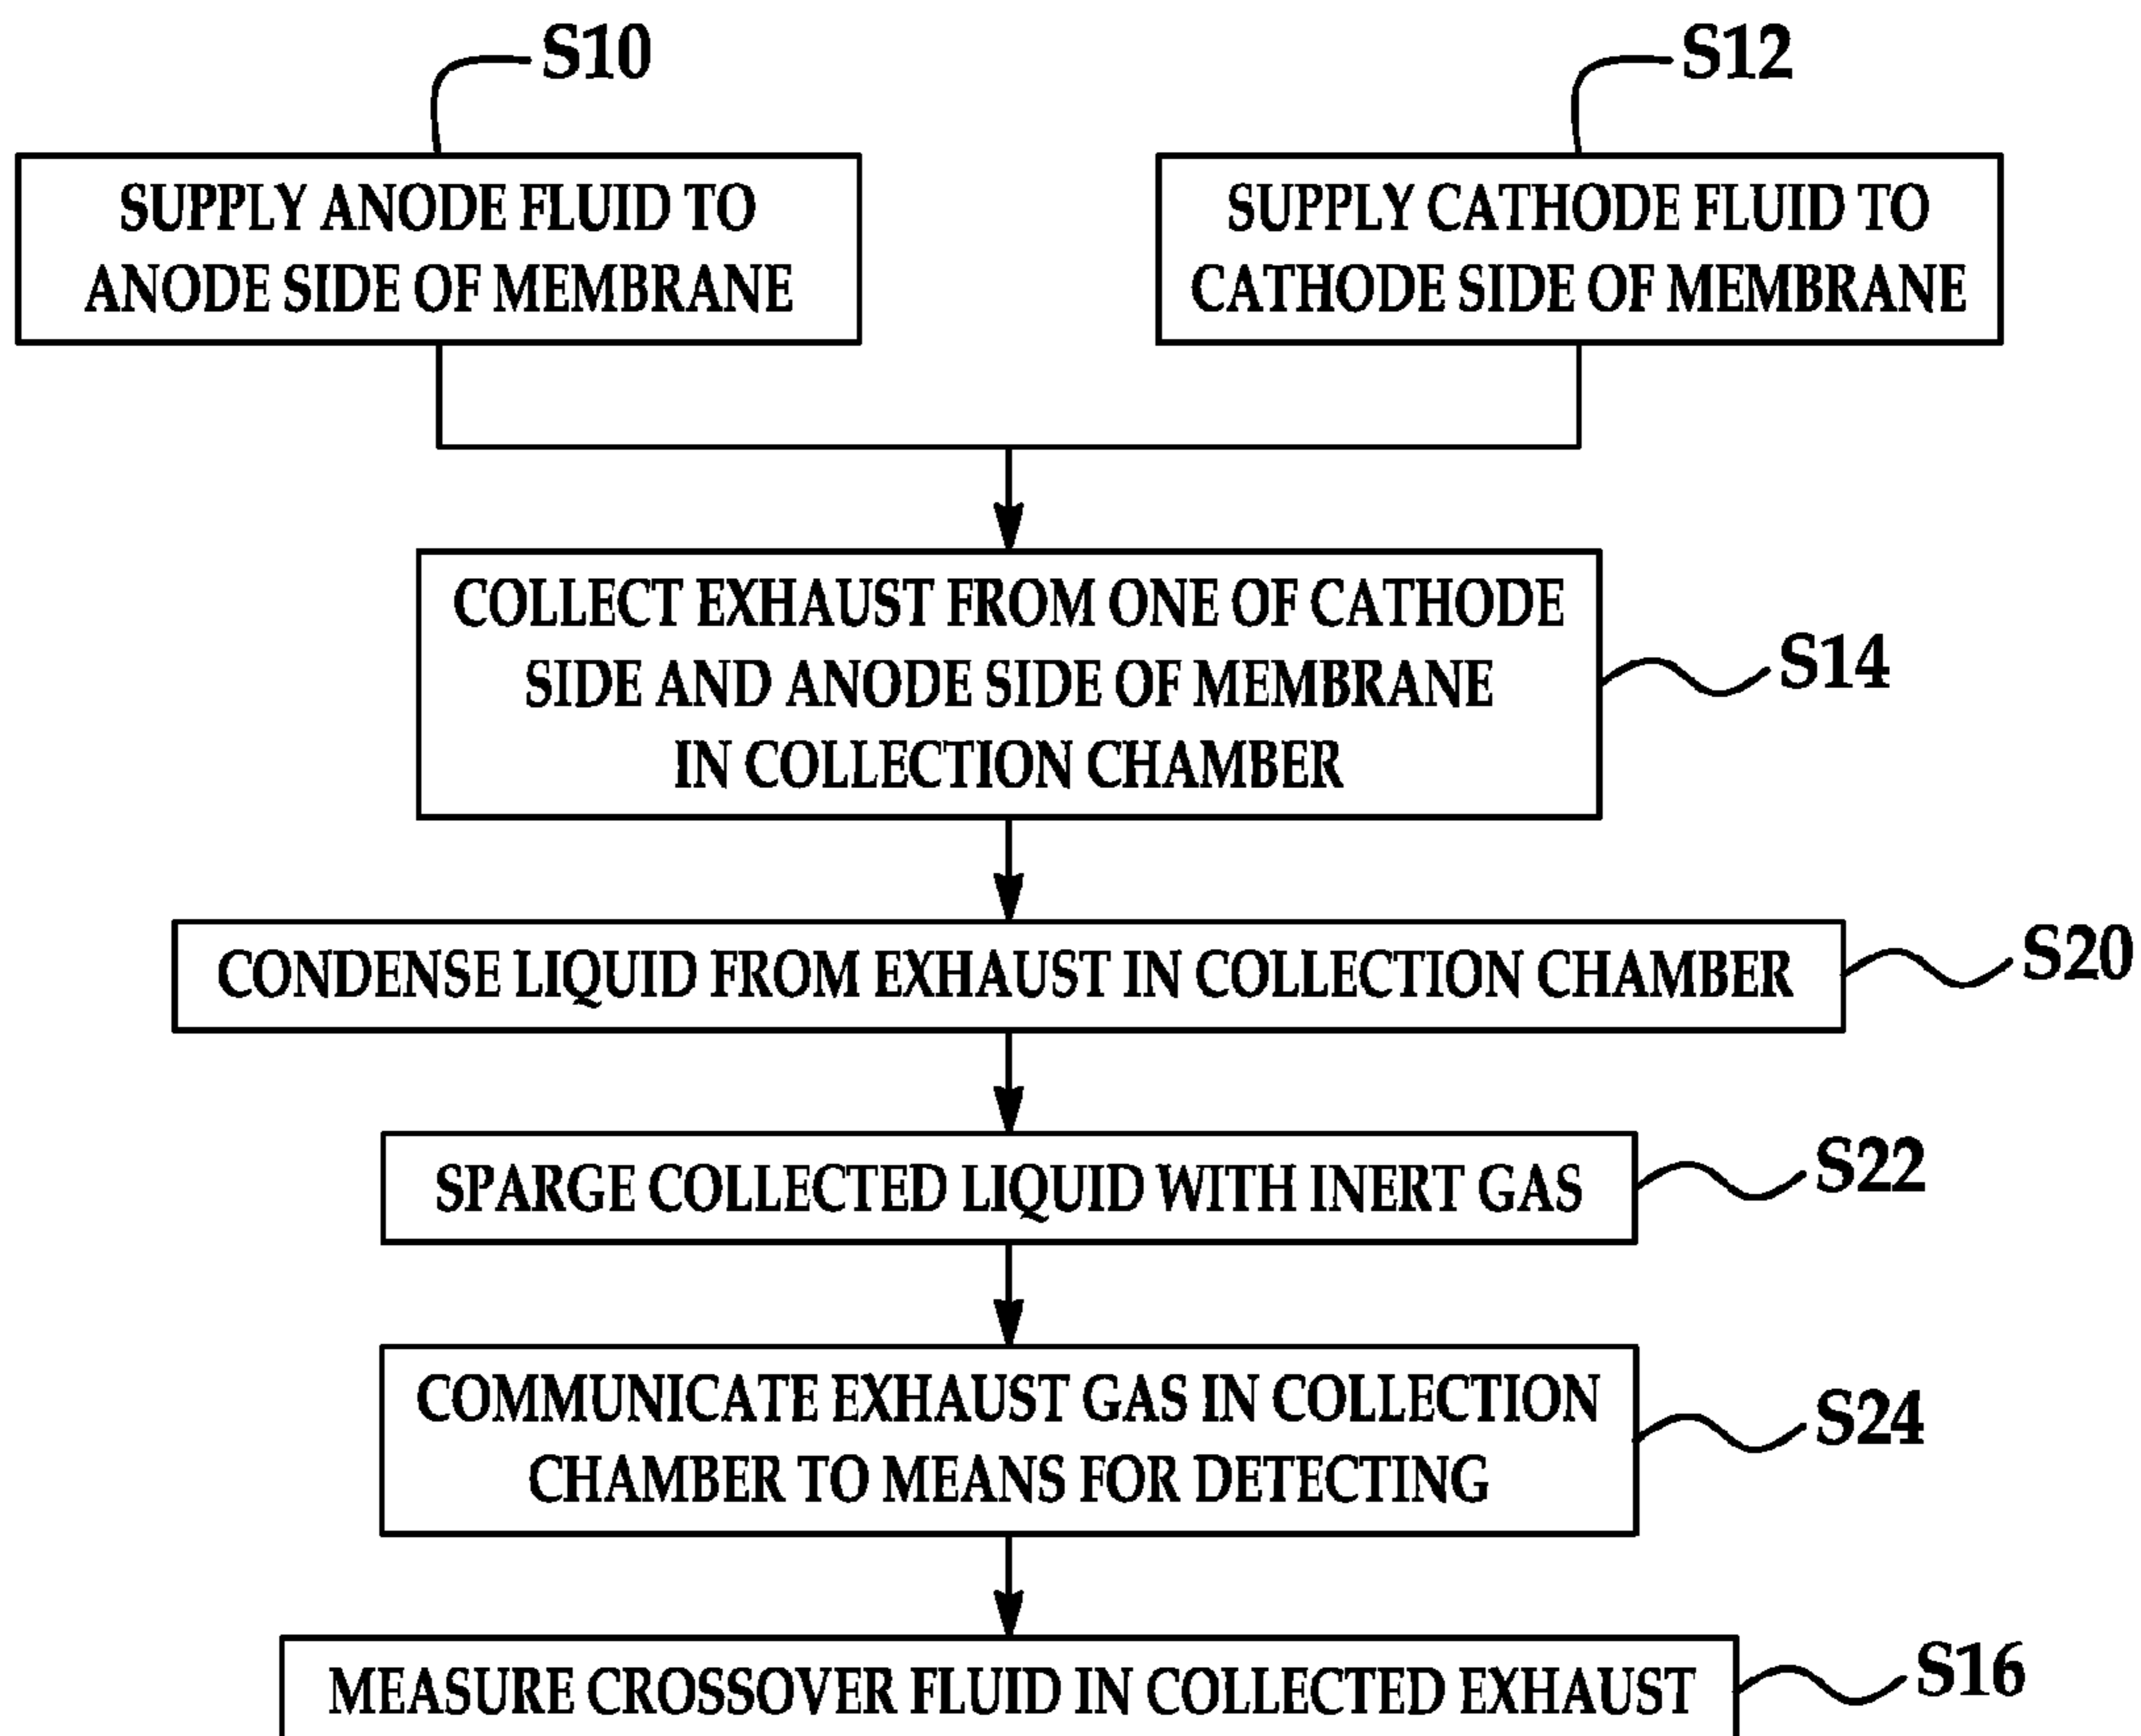 S10
S12
SUPPLY ANODE FLUID TO
ANODE SIDE OF MEMBRANE
SUPPLY CATHODE FLUID TO
CATHODE SIDE OF MEMBRANE
COLLECT EXHAUST FROM ONE OF CATHODE
SIDE AND ANODE SIDE OF MEMBRANE
IN COLLECTION CHAMBER
S14
CONDENSE LIQUID FROM EXHAUST IN COLLECTION CHAMBER
S20
SPARGE COLLECTED LIQUID WITH INERT GAS
S22
COMMUNICATE EXHAUST GAS IN COLLECTION
CHAMBER TO MEANS FOR DETECTING
S24
MEASURE CROSSOVER FLUID IN COLLECTED EXHAUST
S16